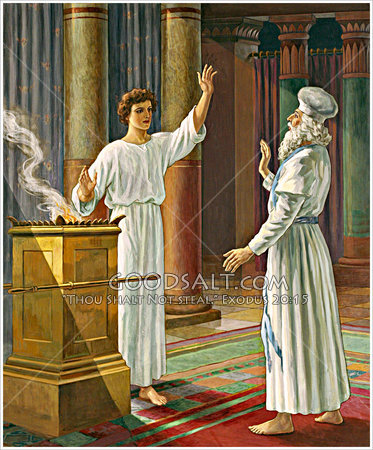 GOODSALT.COM
"THOU SHALT NOT STEAL" EXODUS 20:15